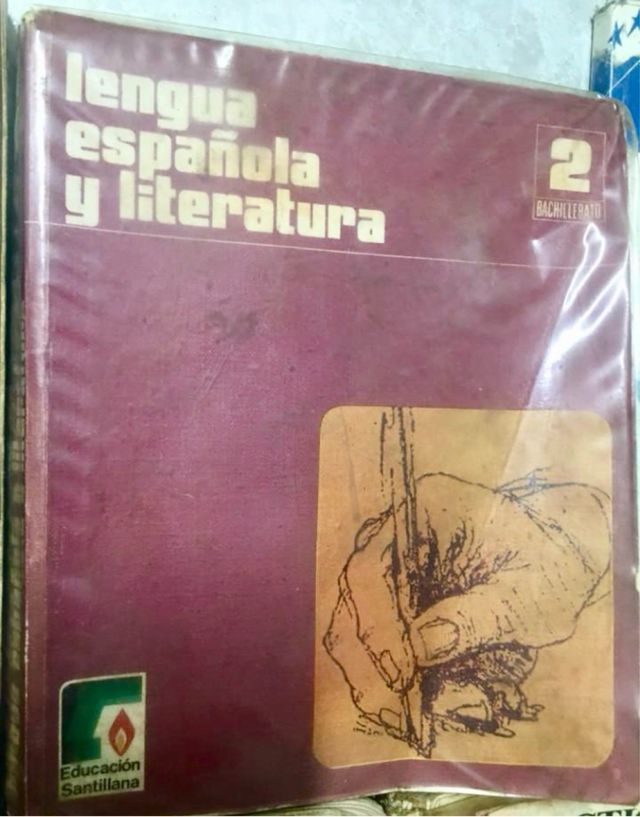 lengua
española
y literatura
2
BACHILLERATO
Educación
Santillana